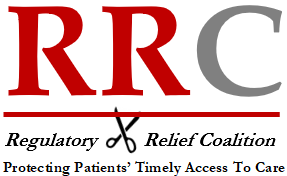 RRC
Regulatory Relief Coalition
Protecting Patients' Timely Access To Care